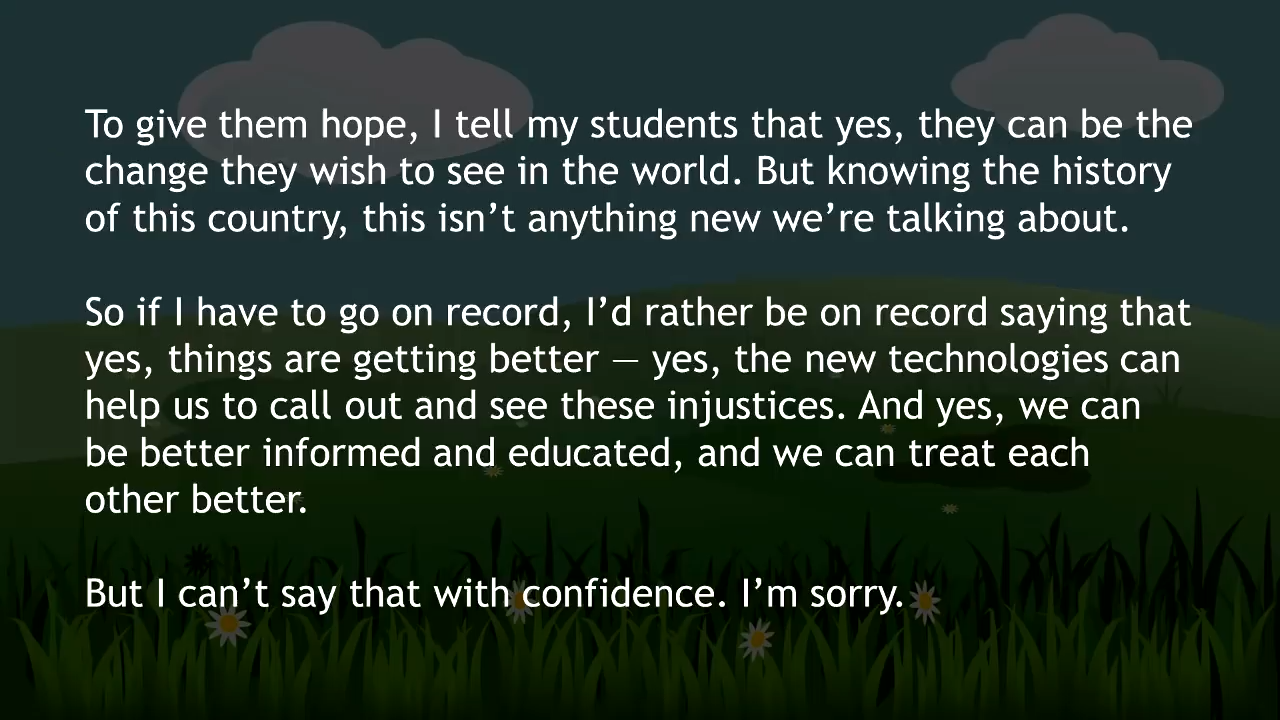 To give them hope, I tell my students that yes, they can be the
change they wish to see in the world. But knowing the history
of this country, this isn’t anything new we’re talking about.
So if I have to go on record, I’d rather be on record saying that
yes, things are getting better — yes, the new technologies can
help us to call out and see these injustices. And yes, we can
be better informed and educated, and we can treat each
other better.
But I can’t say that with confidence. I’m sorry.